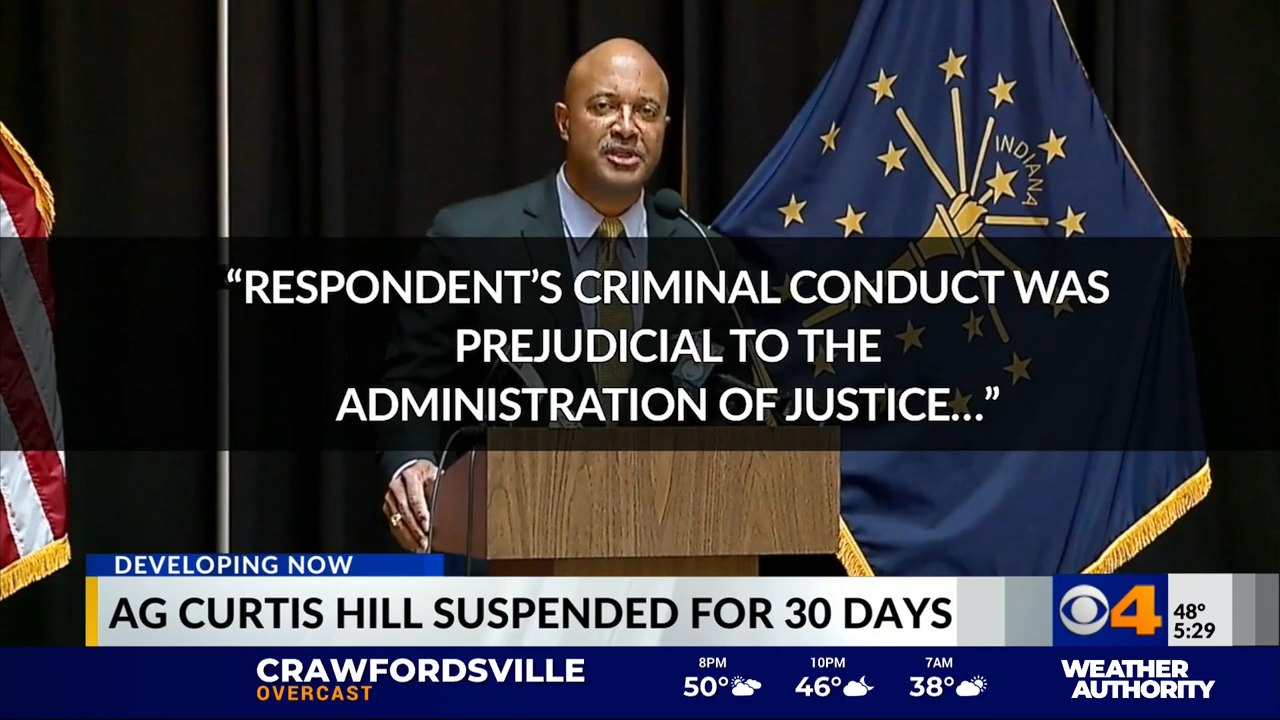 INDIANA
“RESPONDENT’S CRIMINAL CONDUCT WAS
PREJUDICIAL TO THE
ADMINISTRATION OF JUSTICE...”
DEVELOPING NOW
AG CURTIS HILL SUSPENDED FOR 30 DAYS
4
48°
5:29
CRAWFORDSVILLE
OVERCAST
8PM 10PM 7AM
50° 46° 38°
WEATHER
AUTHORITY